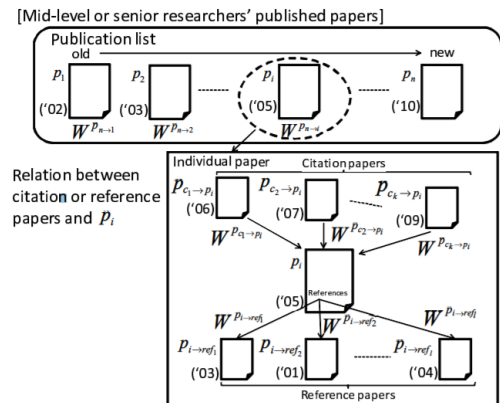 [Mid-level or senior researchers' published papers]
Publication list
old new
p₁ p₂ ........ pᵢ ........ pₙ
('02) ('03) ('05) ('10)
W^{p_{n→1}} W^{p_{n→2}} W^{p_{n→i}}
Relation between
citation or reference
papers and pᵢ
Individual paper Citation papers
p_{c₁→pᵢ} p_{c₂→pᵢ} ........ p_{cₖ→pᵢ}
('06) ('07) ('09)
W^{p_{c₁→pᵢ}} W^{p_{c₂→pᵢ}} W^{p_{cₖ→pᵢ}}
pᵢ
('05) References
W^{p_{i→ref₁}} W^{p_{i→ref₂}} W^{p_{i→ref_l}}
p_{i→ref₁} p_{i→ref₂} ........ p_{i→ref_l}
('03) ('01) ('04)
Reference papers